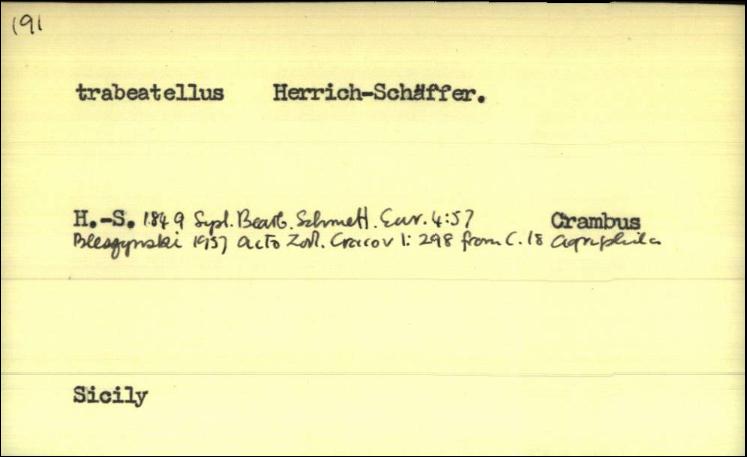 191
trabeatellus Herrich-Schäffer.
H.-S. 1849 Syst. Bearb. Schmett. Eur. 4:57 Crambus
Bleszynski 1957 Acta Zool. Cracov 1: 298 from C. 18 Agriphila
Sicily